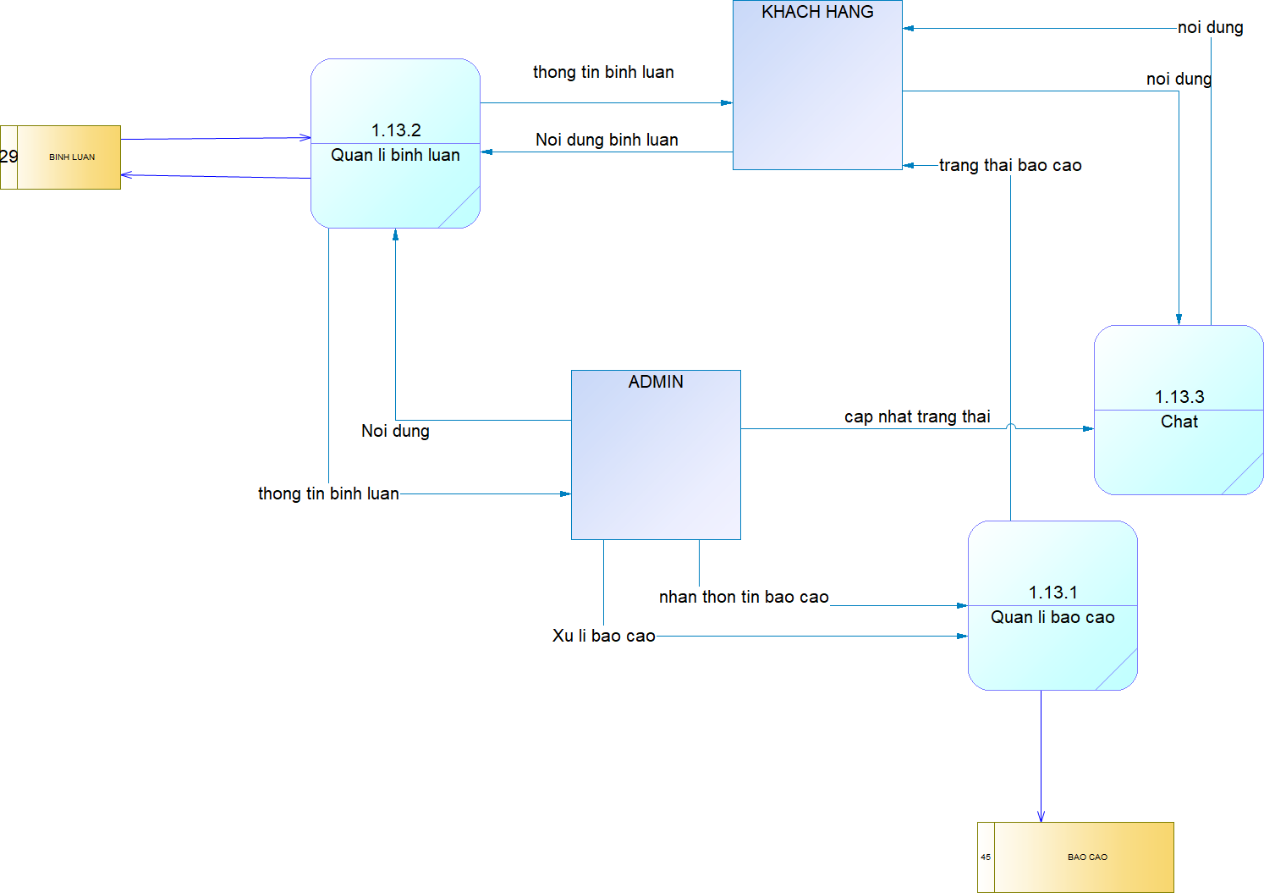 KHACH HANG
noi dung
thong tin binh luan
noi dung
1.13.2
Quan li binh luan
Noi dung binh luan
29
BINH LUAN
trang thai bao cao
ADMIN
1.13.3
Chat
cap nhat trang thai
Noi dung
thong tin binh luan
1.13.1
Quan li bao cao
nhan thon tin bao cao
Xu li bao cao
45
BAO CAO